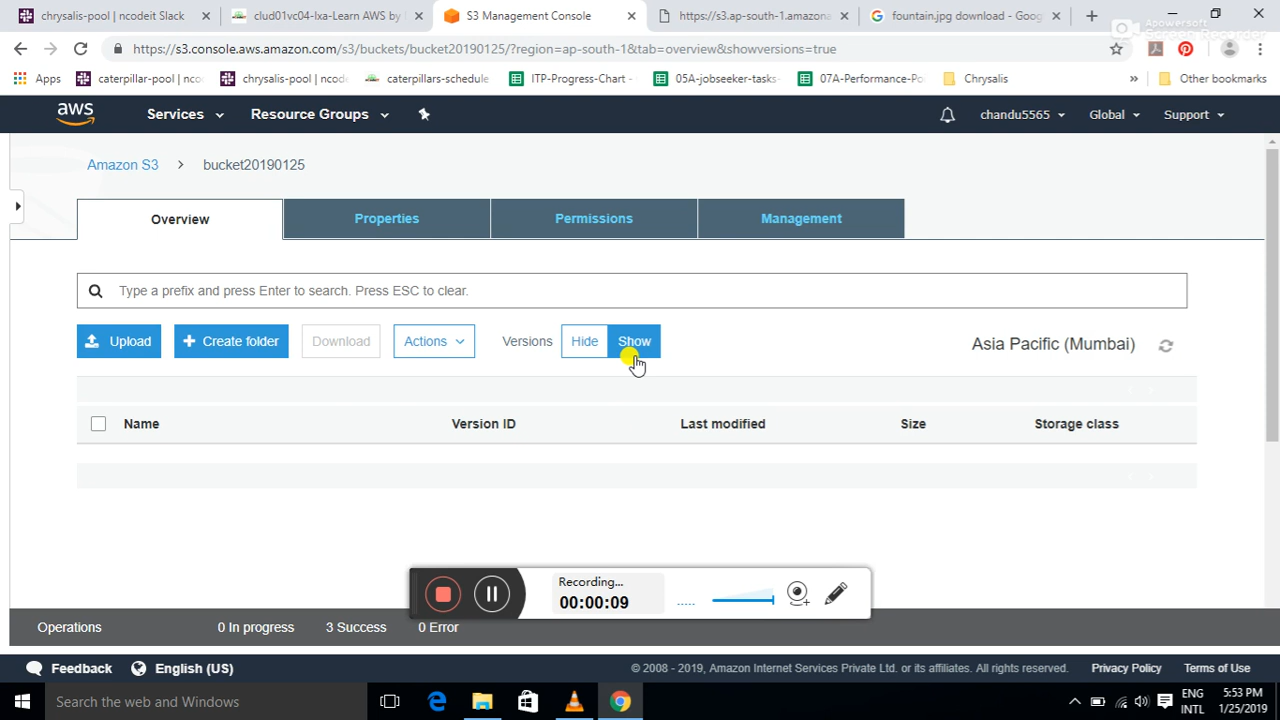 chrysalis-pool | ncodeit Slack
clud01vc04-lxa-Learn AWS by
S3 Management Console
https://s3.ap-south-1.amazona
fountain.jpg download - Goog
Apowersoft
Screen Recorder
https://s3.console.aws.amazon.com/s3/buckets/bucket20190125/?region=ap-south-1&tab=overview&showversions=true
Apps
caterpillar-pool | nco
chrysalis-pool | ncode
caterpillars-schedule
ITP-Progress-Chart -
05A-jobseeker-tasks-
07A-Performance-Po
Chrysalis
»
Other bookmarks
aws
Services
Resource Groups
chandu5565
Global
Support
Amazon S3 > bucket20190125
Overview
Properties
Permissions
Management
Type a prefix and press Enter to search. Press ESC to clear.
Upload
+ Create folder
Download
Actions
Versions
Hide
Show
Asia Pacific (Mumbai)
Name
Version ID
Last modified
Size
Storage class
Recording...
00:00:09
Operations
0 In progress
3 Success
0 Error
Feedback
English (US)
© 2008 - 2019, Amazon Internet Services Private Ltd. or its affiliates. All rights reserved.
Privacy Policy
Terms of Use
Search the web and Windows
ENG
INTL
5:53 PM
1/25/2019